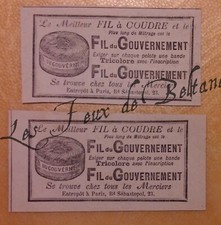 Le Meilleur FIL à COUDRE et le
Plus long de Métrage est le
FIL DU GOUVERNEMENT
Exiger sur chaque pelote une bande
Tricolore avec l'inscription
FIL DU GOUVERNEMENT
Se trouve chez tous les Merciers
Entrepôt à Paris, Bd Sébastopol,
Les Feux de Beltane
Le Meilleur FIL à COUDRE et le
Plus long de Métrage est le
FIL DU GOUVERNEMENT
Exiger sur chaque pelote une bande
Tricolore avec l'inscription
FIL DU GOUVERNEMENT
Se trouve chez tous les Merciers
Entrepôt à Paris, Bd Sébastopol,